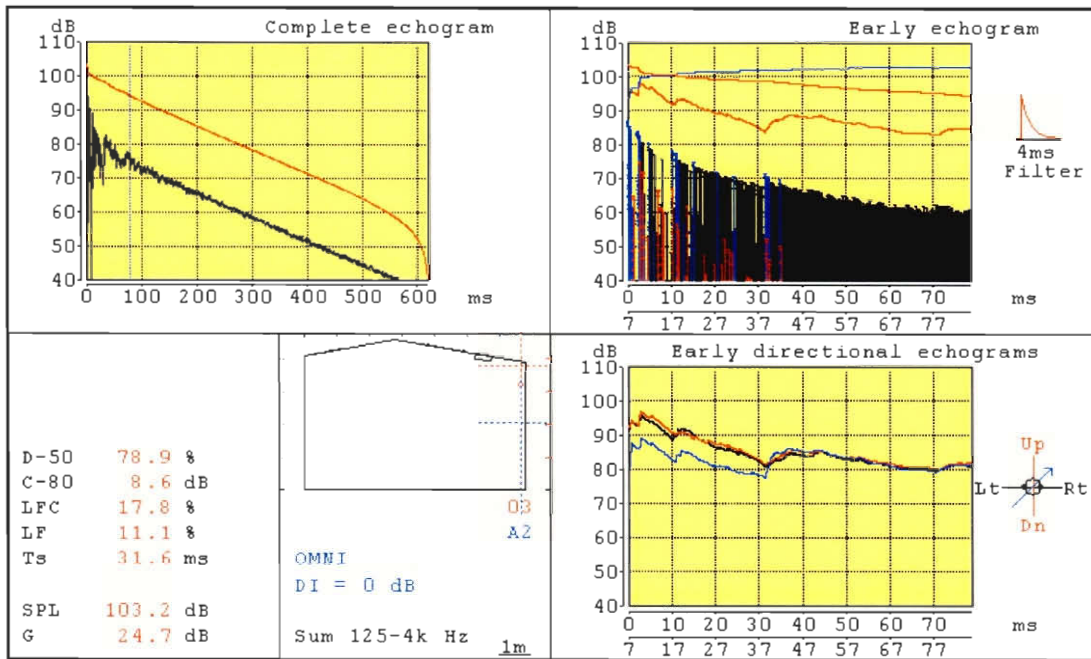 Complete echogram
dB
110
100
90
80
70
60
50
40
0 100 200 300 400 500 600 ms
Early echogram
dB
110
100
90
80
70
60
50
40
0 10 20 30 40 50 60 70 ms
7 17 27 37 47 57 67 77
4ms
Filter
D-50 78.9 %
C-80 8.6 dB
LFC 17.8 %
LF 11.1 %
Ts 31.6 ms
SPL 103.2 dB
G 24.7 dB
03
A2
OMNI
DI = 0 dB
Sum 125-4k Hz 1m
Early directional echograms
dB
110
100
90
80
70
60
50
40
0 10 20 30 40 50 60 70 ms
7 17 27 37 47 57 67 77
Up
Lt Rt
Dn